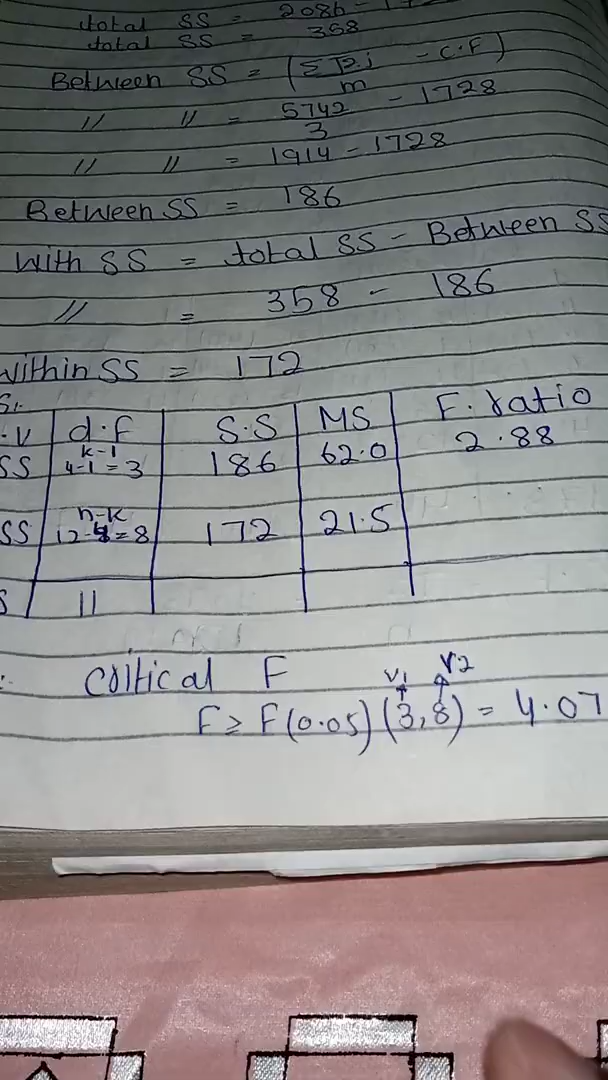 total SS = 2086 - 17
total SS = 358
Between SS = (ΣT².j - C.F)
m
" " = 5742 - 1728
3
" " = 1914 - 1728
Between SS = 186
With SS = total SS - Between SS
" = 358 - 186
Within SS = 172
S.
.V d.f S.S MS F. ratio
SS k-1 186 62.0 2.88
4-1=3
SS n-k 172 21.5
12-4=8
S 11
Critical F
v1 v2
F ≥ F(0.05)(3,8) = 4.07